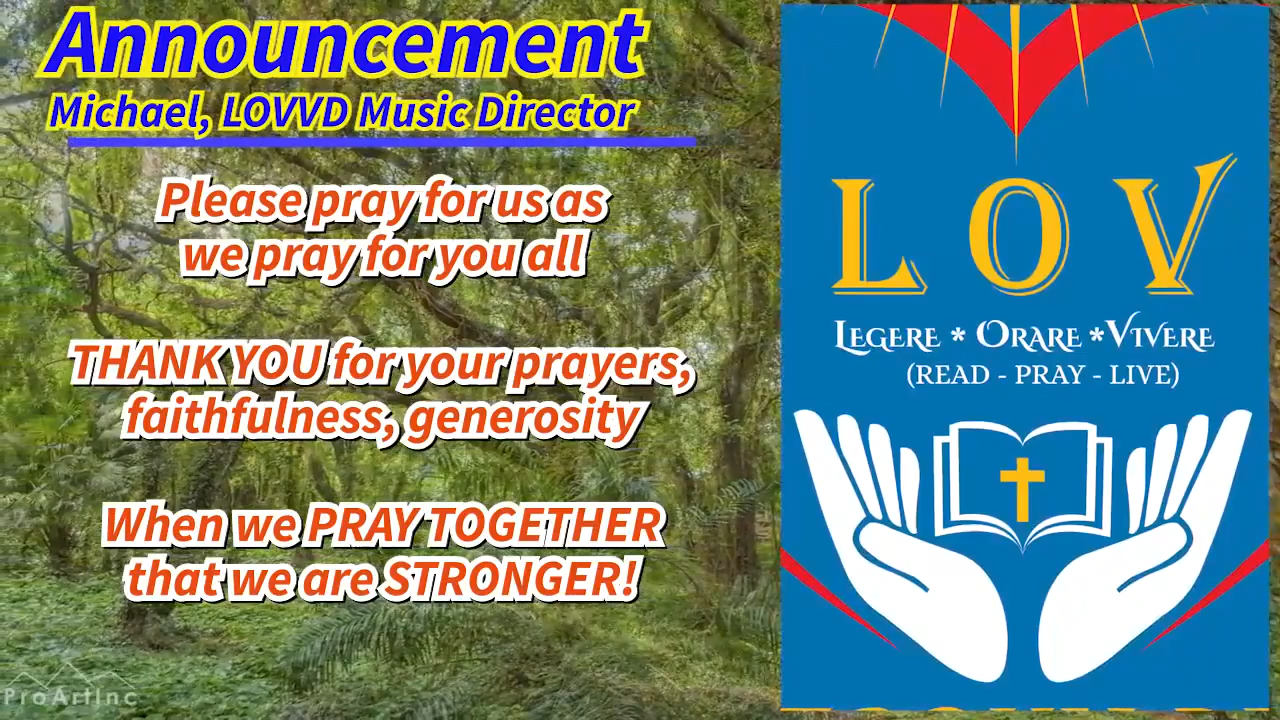 Announcement
Michael, LOVVD Music Director
Please pray for us as
we pray for you all
THANK YOU for your prayers,
faithfulness, generosity
When we PRAY TOGETHER
that we are STRONGER!
ProArtInc
L O V
Legere * Orare *Vivere
(READ - PRAY - LIVE)